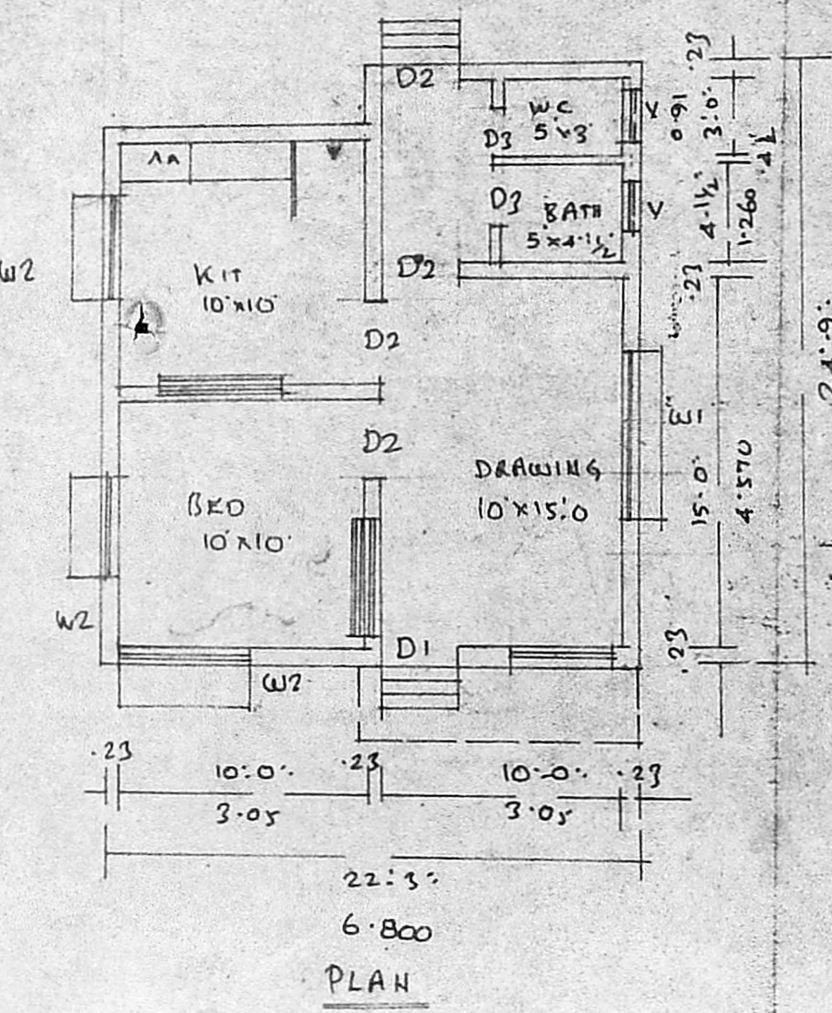 D2
.23
W C
5'×3'
V
0.91
3'.0"
D3
4½
D3
BATH
5'×4'.1½"
V
4'.1½"
1.260
W2
KIT
10'×10'
D2
.23
D2
D2
DRAWING
10'×15'.0
15'.0"
4.570
BED
10'×10'
W2
D1
.23
W2
.23
10'.0"
3.05
.23
10'-0"
3.05
.23
22'.3"
6.800
PLAN